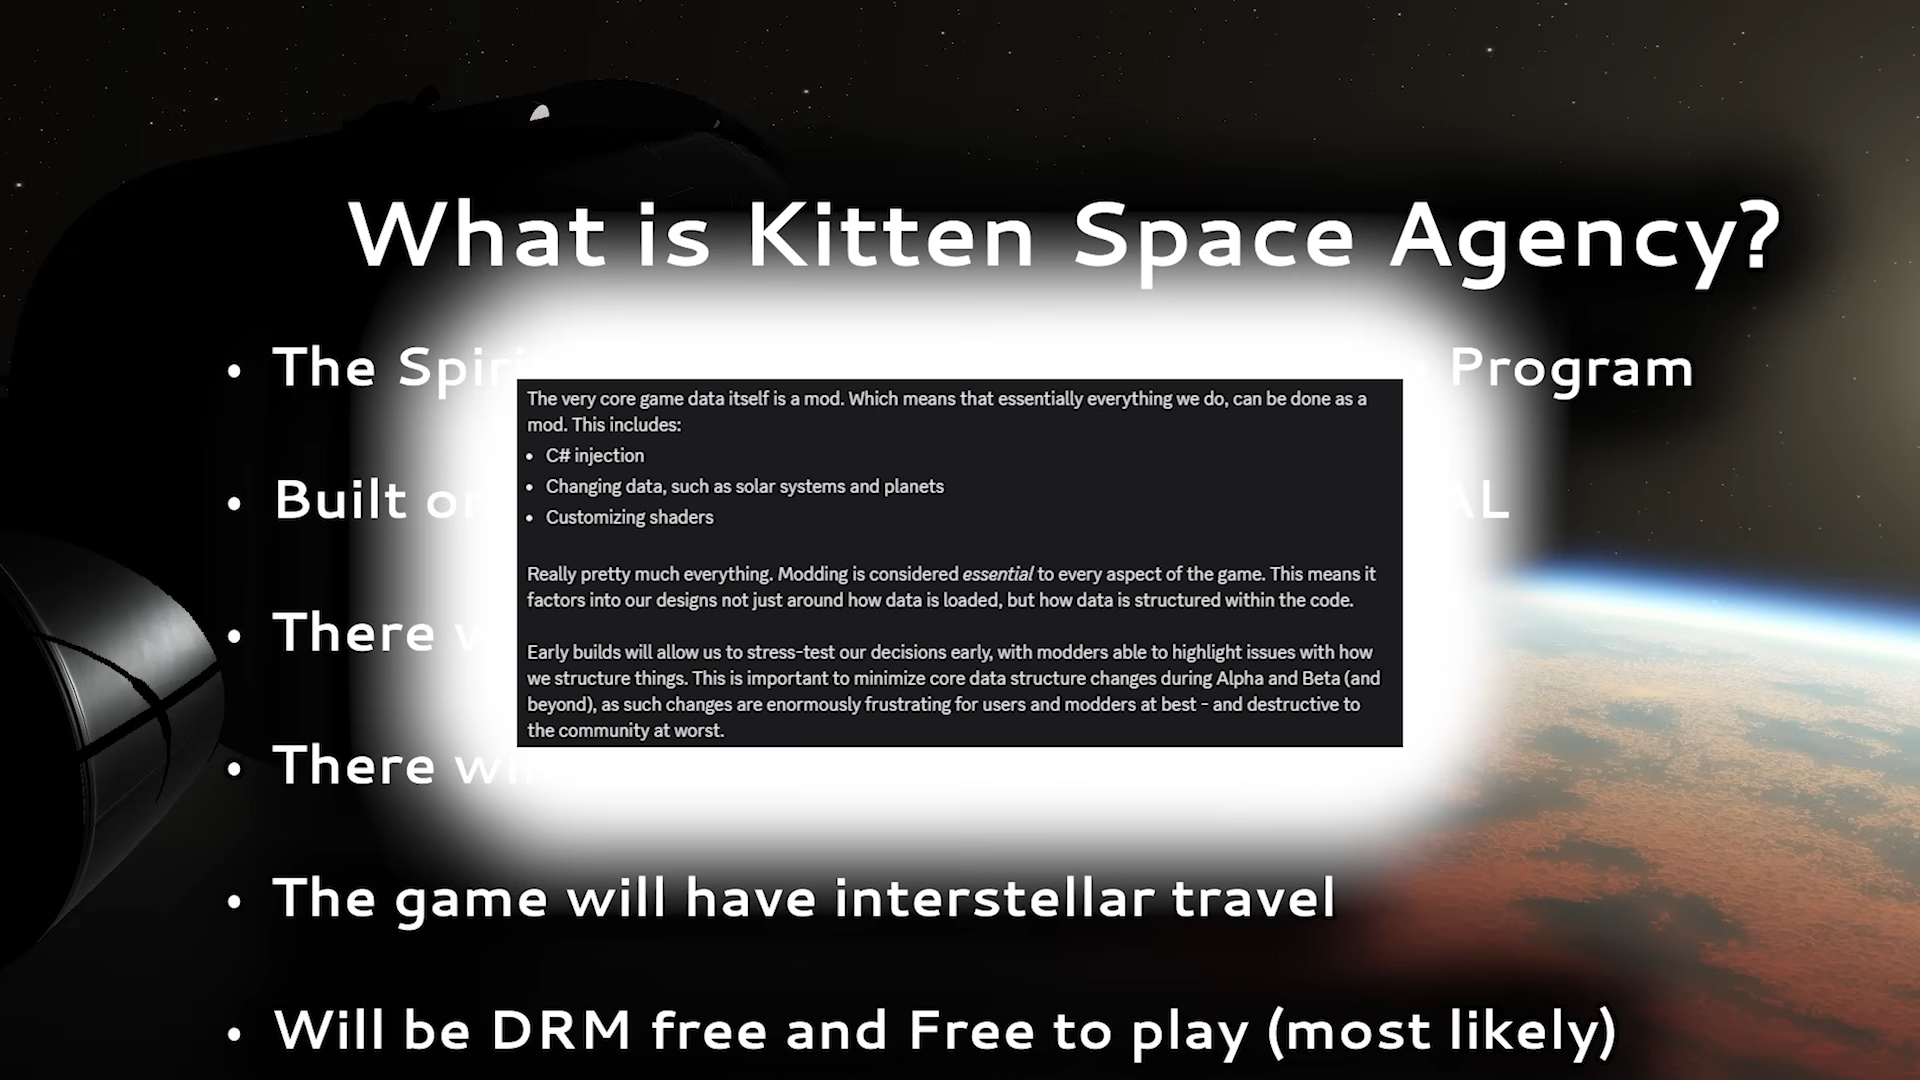 What is Kitten Space Agency?
• The Program
The very core game data itself is a mod. Which means that essentially everything we do, can be done as a
mod. This includes:
• C# injection
• Changing data, such as solar systems and planets
• Customizing shaders
Really pretty much everything. Modding is considered essential to every aspect of the game. This means it
factors into our designs not just around how data is loaded, but how data is structured within the code.
Early builds will allow us to stress-test our decisions early, with modders able to highlight issues with how
we structure things. This is important to minimize core data structure changes during Alpha and Beta (and
beyond), as such changes are enormously frustrating for users and modders at best - and destructive to
the community at worst.
• Built
• There
• There
• The game will have interstellar travel
• Will be DRM free and Free to play (most likely)